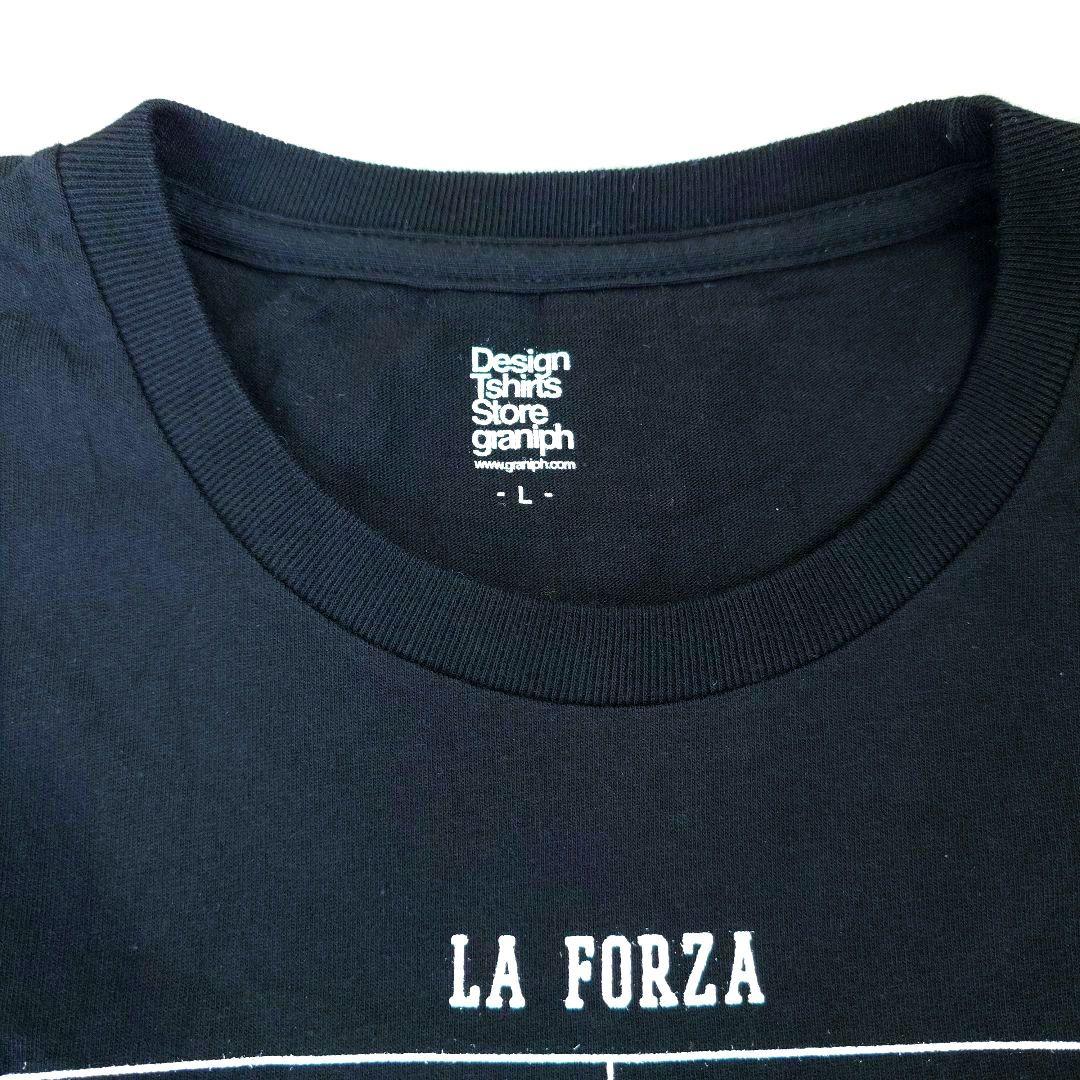 Design
Tshirts
Store
graniph
www.graniph.com
- L -
LA FORZA